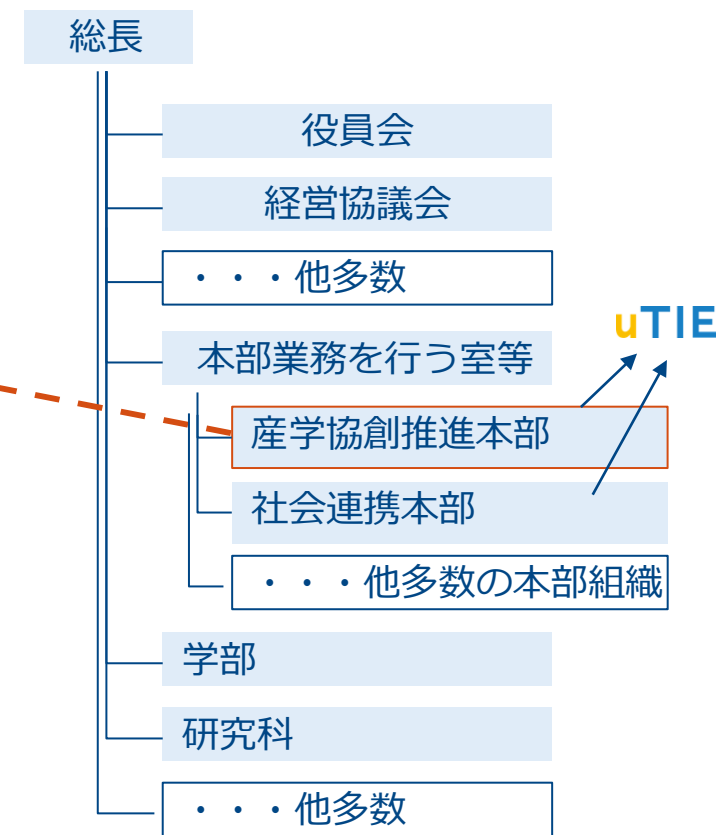 総長
役員会
経営協議会
・・・他多数
本部業務を行う室等
uTIE
産学協創推進本部
社会連携本部
・・・他多数の本部組織
学部
研究科
・・・他多数